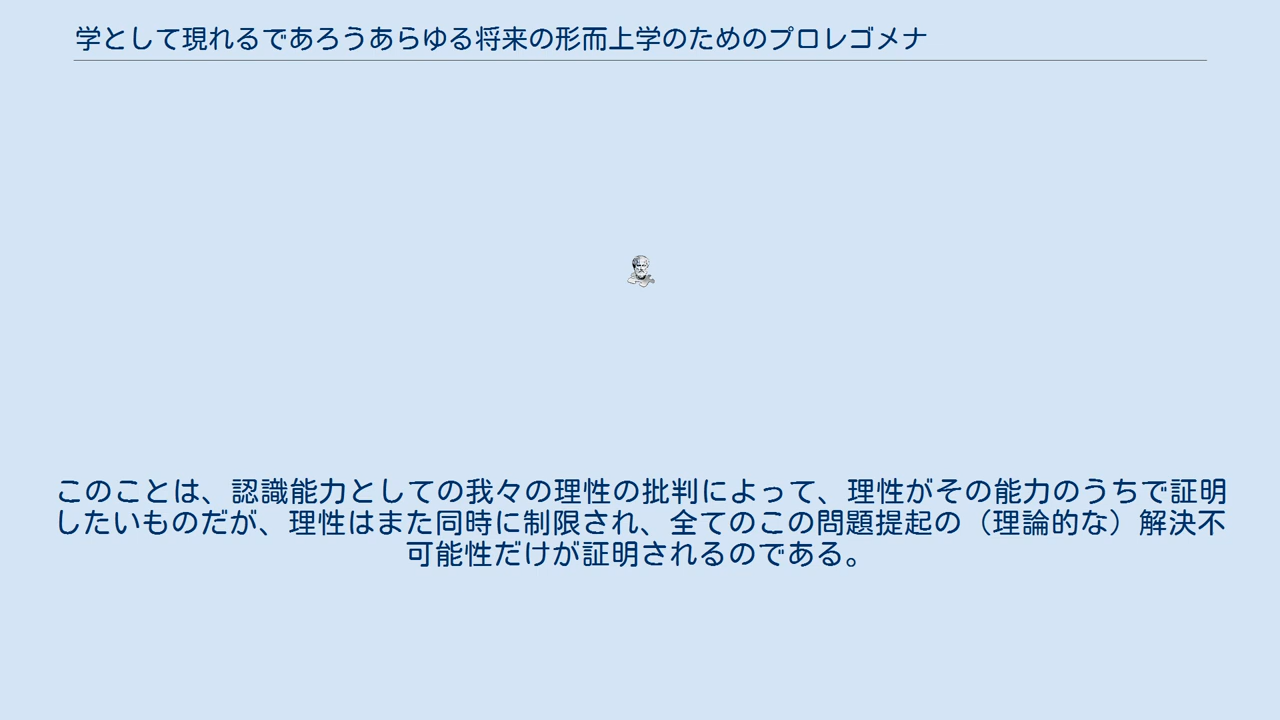 学として現れるであろうあらゆる将来の形而上学のためのプロレゴメナ
このことは、認識能力としての我々の理性の批判によって、理性がその能力のうちで証明
したいものだが、理性はまた同時に制限され、全てのこの問題提起の（理論的な）解決不
可能性だけが証明されるのである。